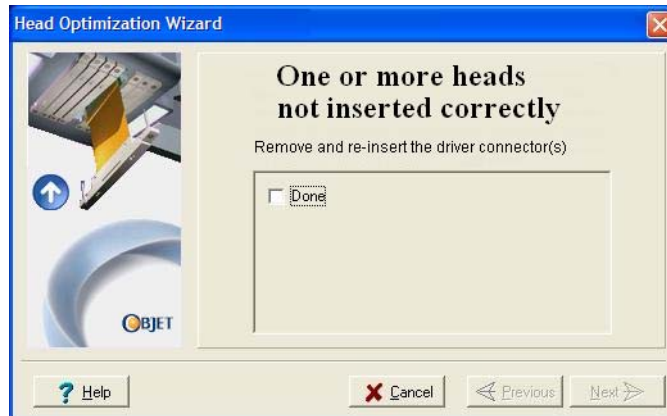 Head Optimization Wizard
One or more heads
not inserted correctly
Remove and re-insert the driver connector(s)
Done
OBJET
Help
Cancel
Previous
Next